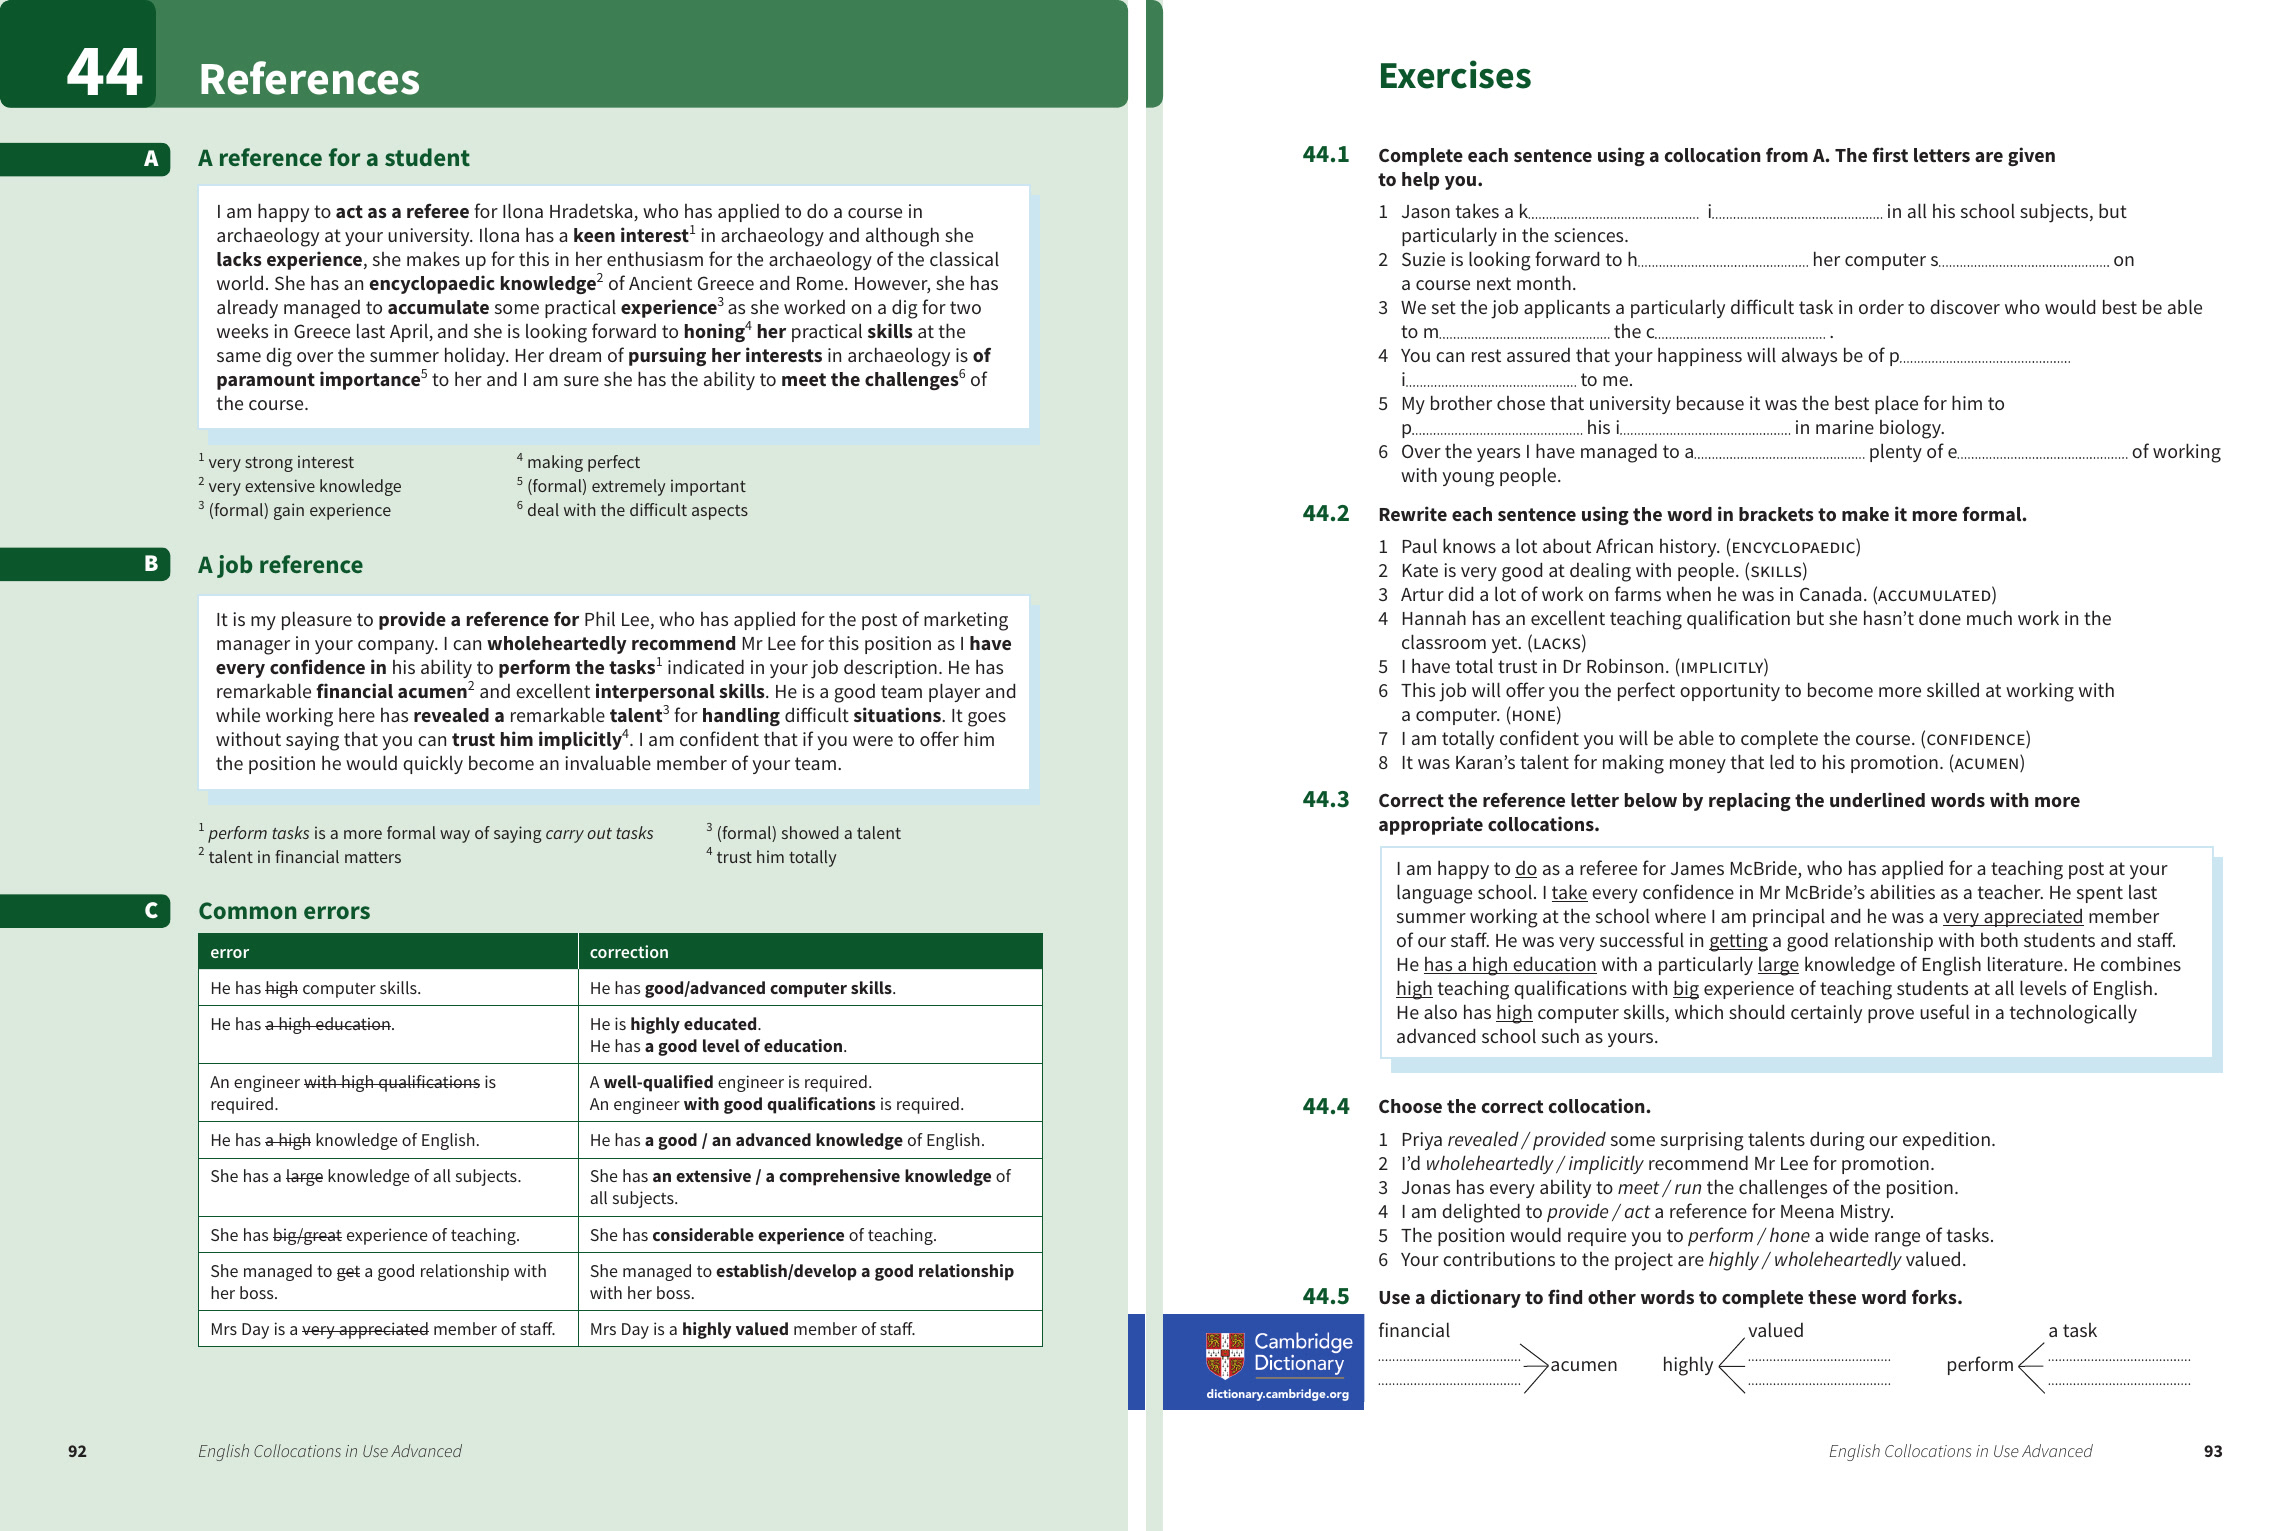 44
References
A
A reference for a student
I am happy to act as a referee for Ilona Hradetska, who has applied to do a course in
archaeology at your university. Ilona has a keen interest1 in archaeology and although she
lacks experience, she makes up for this in her enthusiasm for the archaeology of the classical
world. She has an encyclopaedic knowledge2 of Ancient Greece and Rome. However, she has
already managed to accumulate some practical experience3 as she worked on a dig for two
weeks in Greece last April, and she is looking forward to honing4 her practical skills at the
same dig over the summer holiday. Her dream of pursuing her interests in archaeology is of
paramount importance5 to her and I am sure she has the ability to meet the challenges6 of
the course.
1 very strong interest
2 very extensive knowledge
3 (formal) gain experience
4 making perfect
5 (formal) extremely important
6 deal with the difficult aspects
B
A job reference
It is my pleasure to provide a reference for Phil Lee, who has applied for the post of marketing
manager in your company. I can wholeheartedly recommend Mr Lee for this position as I have
every confidence in his ability to perform the tasks1 indicated in your job description. He has
remarkable financial acumen2 and excellent interpersonal skills. He is a good team player and
while working here has revealed a remarkable talent3 for handling difficult situations. It goes
without saying that you can trust him implicitly4. I am confident that if you were to offer him
the position he would quickly become an invaluable member of your team.
1 perform tasks is a more formal way of saying carry out tasks
2 talent in financial matters
3 (formal) showed a talent
4 trust him totally
C
Common errors
error
correction
He has high computer skills.
He has good/advanced computer skills.
He has a high education.
He is highly educated.
He has a good level of education.
An engineer with high qualifications is
required.
A well-qualified engineer is required.
An engineer with good qualifications is required.
He has a high knowledge of English.
He has a good / an advanced knowledge of English.
She has a large knowledge of all subjects.
She has an extensive / a comprehensive knowledge of
all subjects.
She has big/great experience of teaching.
She has considerable experience of teaching.
She managed to get a good relationship with
her boss.
She managed to establish/develop a good relationship
with her boss.
Mrs Day is a very appreciated member of staff.
Mrs Day is a highly valued member of staff.
92
English Collocations in Use Advanced
Exercises
44.1
Complete each sentence using a collocation from A. The first letters are given
to help you.
1 Jason takes a k.................... i.................... in all his school subjects, but
particularly in the sciences.
2 Suzie is looking forward to h.................... her computer s.................... on
a course next month.
3 We set the job applicants a particularly difficult task in order to discover who would best be able
to m.................... the c.................... .
4 You can rest assured that your happiness will always be of p....................
i.................... to me.
5 My brother chose that university because it was the best place for him to
p.................... his i.................... in marine biology.
6 Over the years I have managed to a.................... plenty of e.................... of working
with young people.
44.2
Rewrite each sentence using the word in brackets to make it more formal.
1 Paul knows a lot about African history. (ENCYCLOPAEDIC)
2 Kate is very good at dealing with people. (SKILLS)
3 Artur did a lot of work on farms when he was in Canada. (ACCUMULATED)
4 Hannah has an excellent teaching qualification but she hasn't done much work in the
classroom yet. (LACKS)
5 I have total trust in Dr Robinson. (IMPLICITLY)
6 This job will offer you the perfect opportunity to become more skilled at working with
a computer. (HONE)
7 I am totally confident you will be able to complete the course. (CONFIDENCE)
8 It was Karan's talent for making money that led to his promotion. (ACUMEN)
44.3
Correct the reference letter below by replacing the underlined words with more
appropriate collocations.
I am happy to do as a referee for James McBride, who has applied for a teaching post at your
language school. I take every confidence in Mr McBride's abilities as a teacher. He spent last
summer working at the school where I am principal and he was a very appreciated member
of our staff. He was very successful in getting a good relationship with both students and staff.
He has a high education with a particularly large knowledge of English literature. He combines
high teaching qualifications with big experience of teaching students at all levels of English.
He also has high computer skills, which should certainly prove useful in a technologically
advanced school such as yours.
44.4
Choose the correct collocation.
1 Priya revealed / provided some surprising talents during our expedition.
2 I'd wholeheartedly / implicitly recommend Mr Lee for promotion.
3 Jonas has every ability to meet / run the challenges of the position.
4 I am delighted to provide / act a reference for Meena Mistry.
5 The position would require you to perform / hone a wide range of tasks.
6 Your contributions to the project are highly / wholeheartedly valued.
44.5
Use a dictionary to find other words to complete these word forks.
Cambridge
Dictionary
dictionary.cambridge.org
financial
acumen
highly
valued
perform
a task
English Collocations in Use Advanced
93